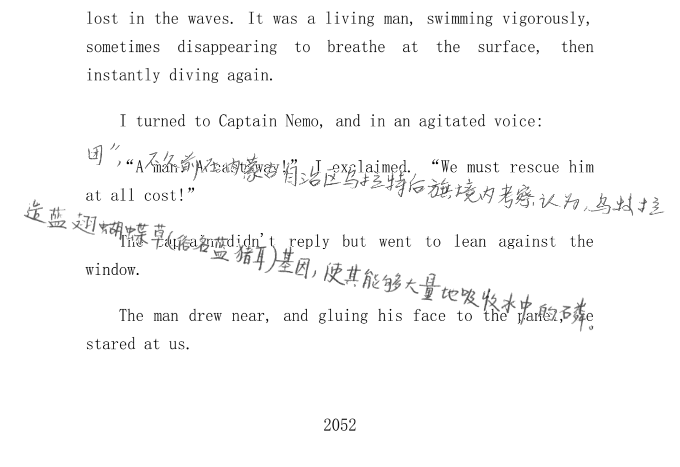 lost in the waves. It was a living man, swimming vigorously,
sometimes disappearing to breathe at the surface, then
instantly diving again.
I turned to Captain Nemo, and in an agitated voice:
团”,不久前在内蒙古自治区乌拉特后旗境内考察认为,乌拉
“A man! A castaway!” I exclaimed. “We must rescue him
at all cost!”
造蓝翅蝴蝶草(俗名蓝猪耳)基因,使其能够大量地吸收水中的磷。
The Captain didn't reply but went to lean against the
window.
The man drew near, and gluing his face to the panel, he
stared at us.
2052